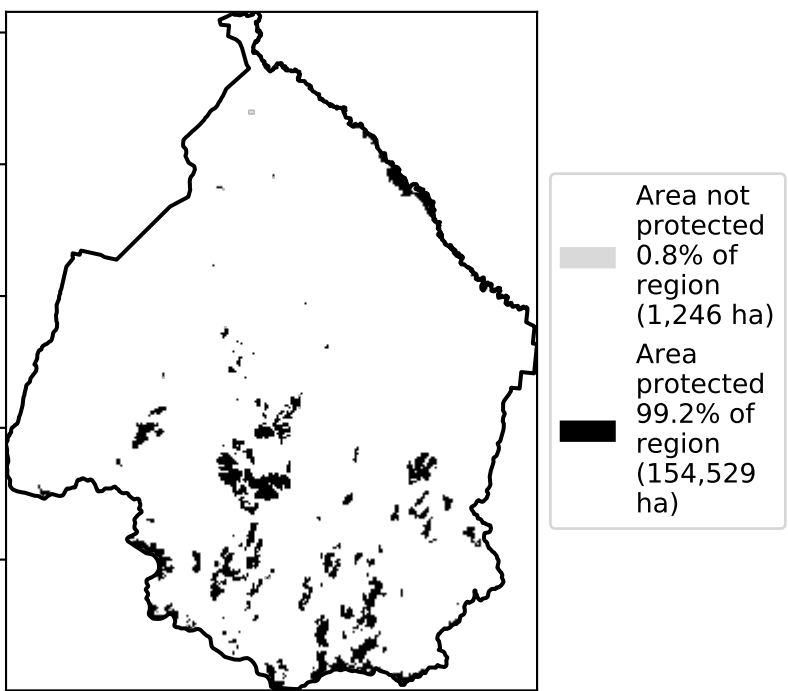 Area not
protected
0.8% of
region
(1,246 ha)
Area
protected
99.2% of
region
(154,529
ha)